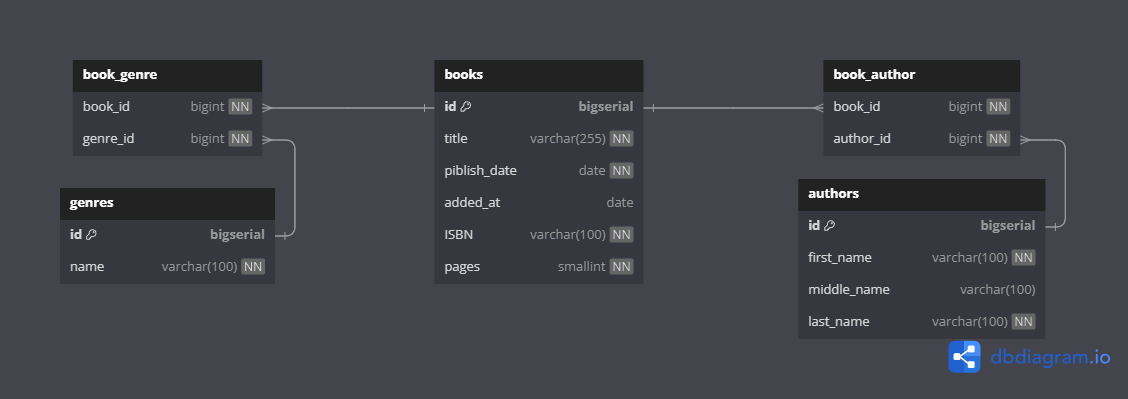 book_genre
book_id bigint NN
genre_id bigint NN
genres
id bigserial
name varchar(100) NN
books
id bigserial
title varchar(255) NN
piblish_date date NN
added_at date
ISBN varchar(100) NN
pages smallint NN
book_author
book_id bigint NN
author_id bigint NN
authors
id bigserial
first_name varchar(100) NN
middle_name varchar(100)
last_name varchar(100) NN
dbdiagram.io